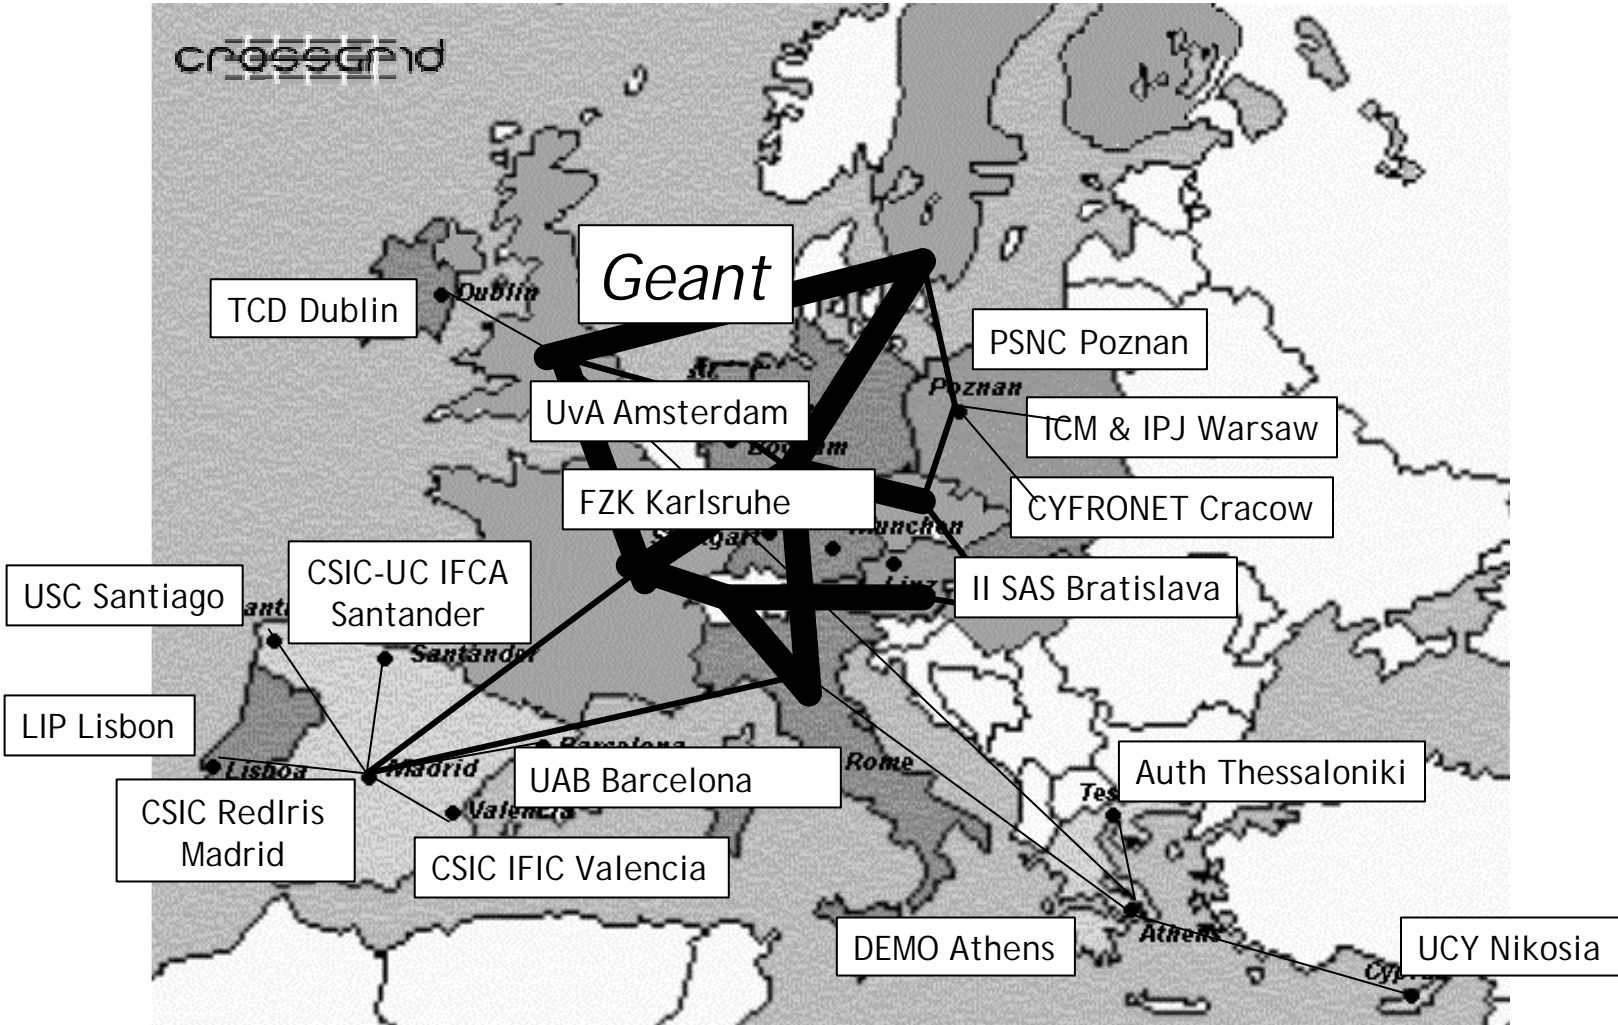 crossGrid
Geant
TCD Dublin
Dublin
PSNC Poznan
Poznan
UvA Amsterdam
ICM & IPJ Warsaw
FZK Karlsruhe
CYFRONET Cracow
Linz
II SAS Bratislava
USC Santiago
CSIC-UC IFCA
Santander
Santander
LIP Lisbon
Lisboa
Madrid
Barcelona
UAB Barcelona
Rome
Auth Thessaloniki
Tes
CSIC RedIris
Madrid
Valencia
CSIC IFIC Valencia
DEMO Athens
Athens
UCY Nikosia